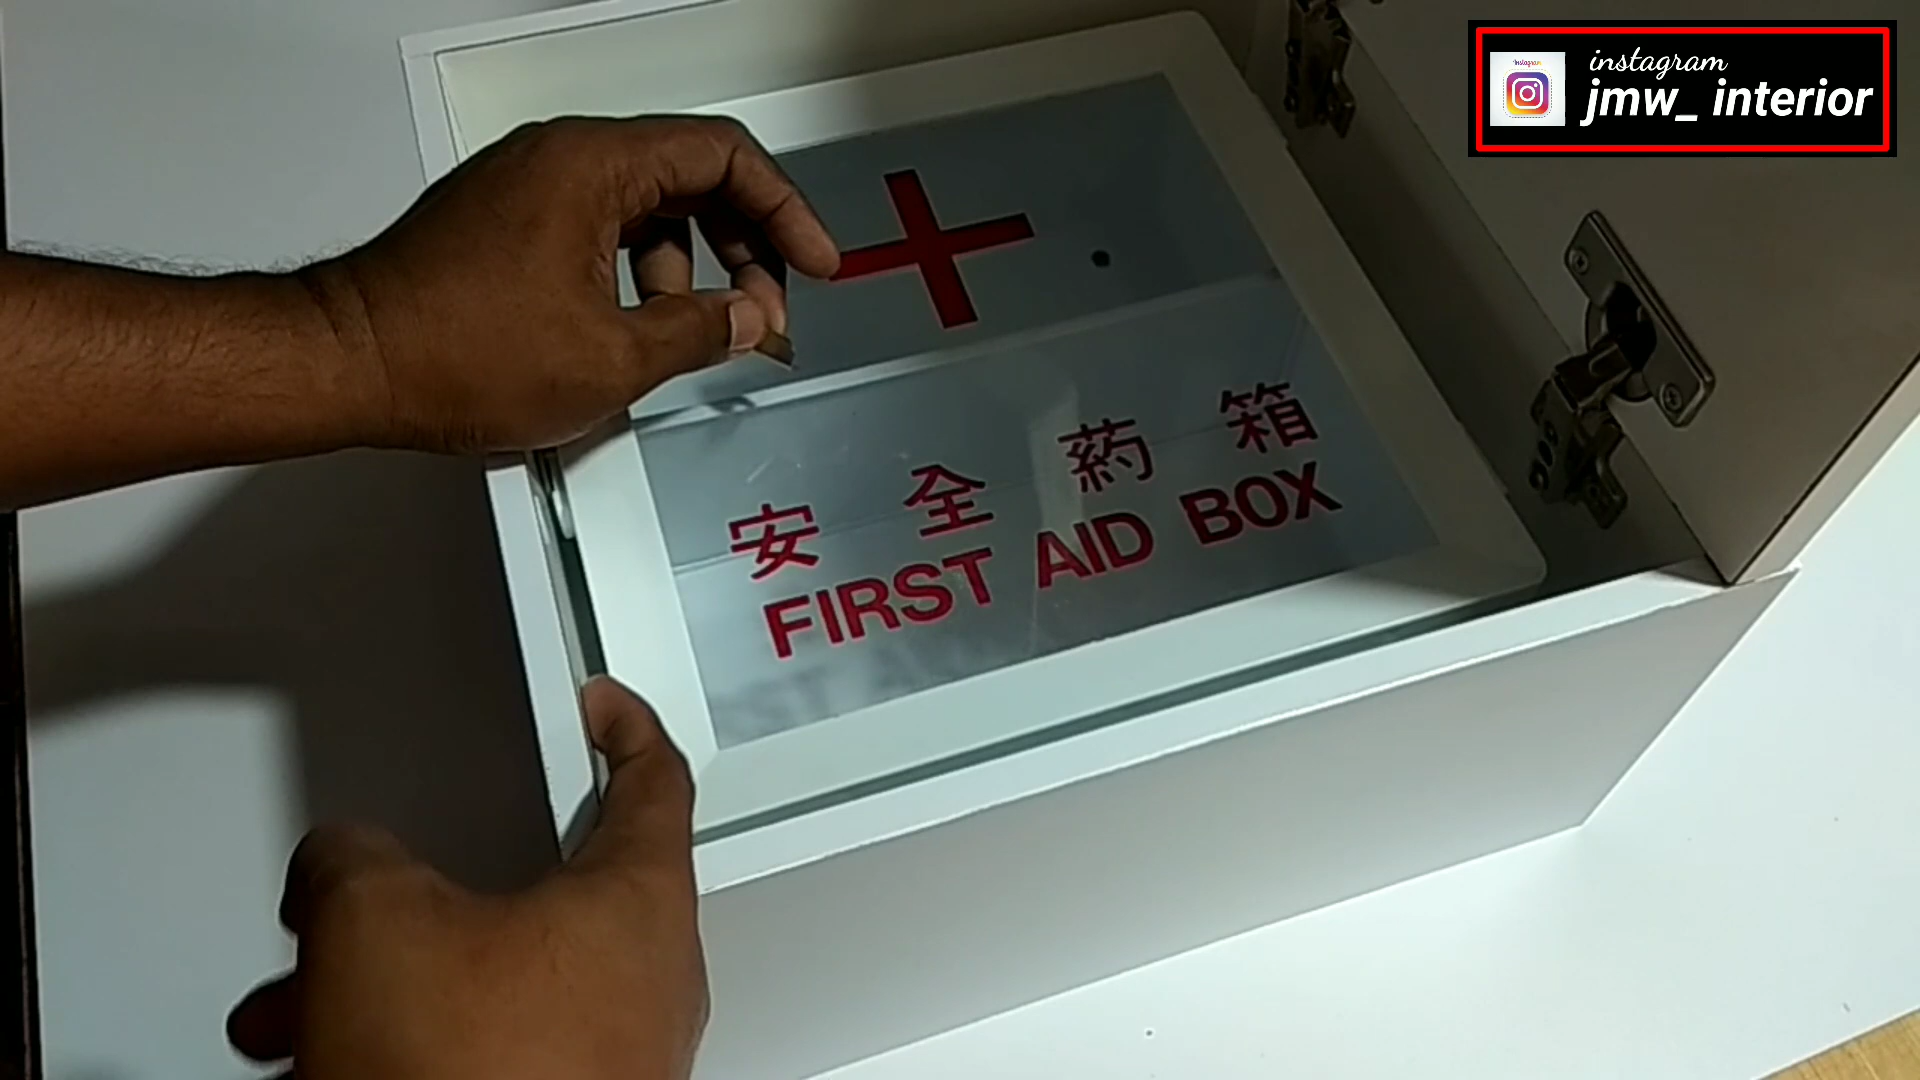 instagram
jmw_ interior
安全葯箱
FIRST AID BOX